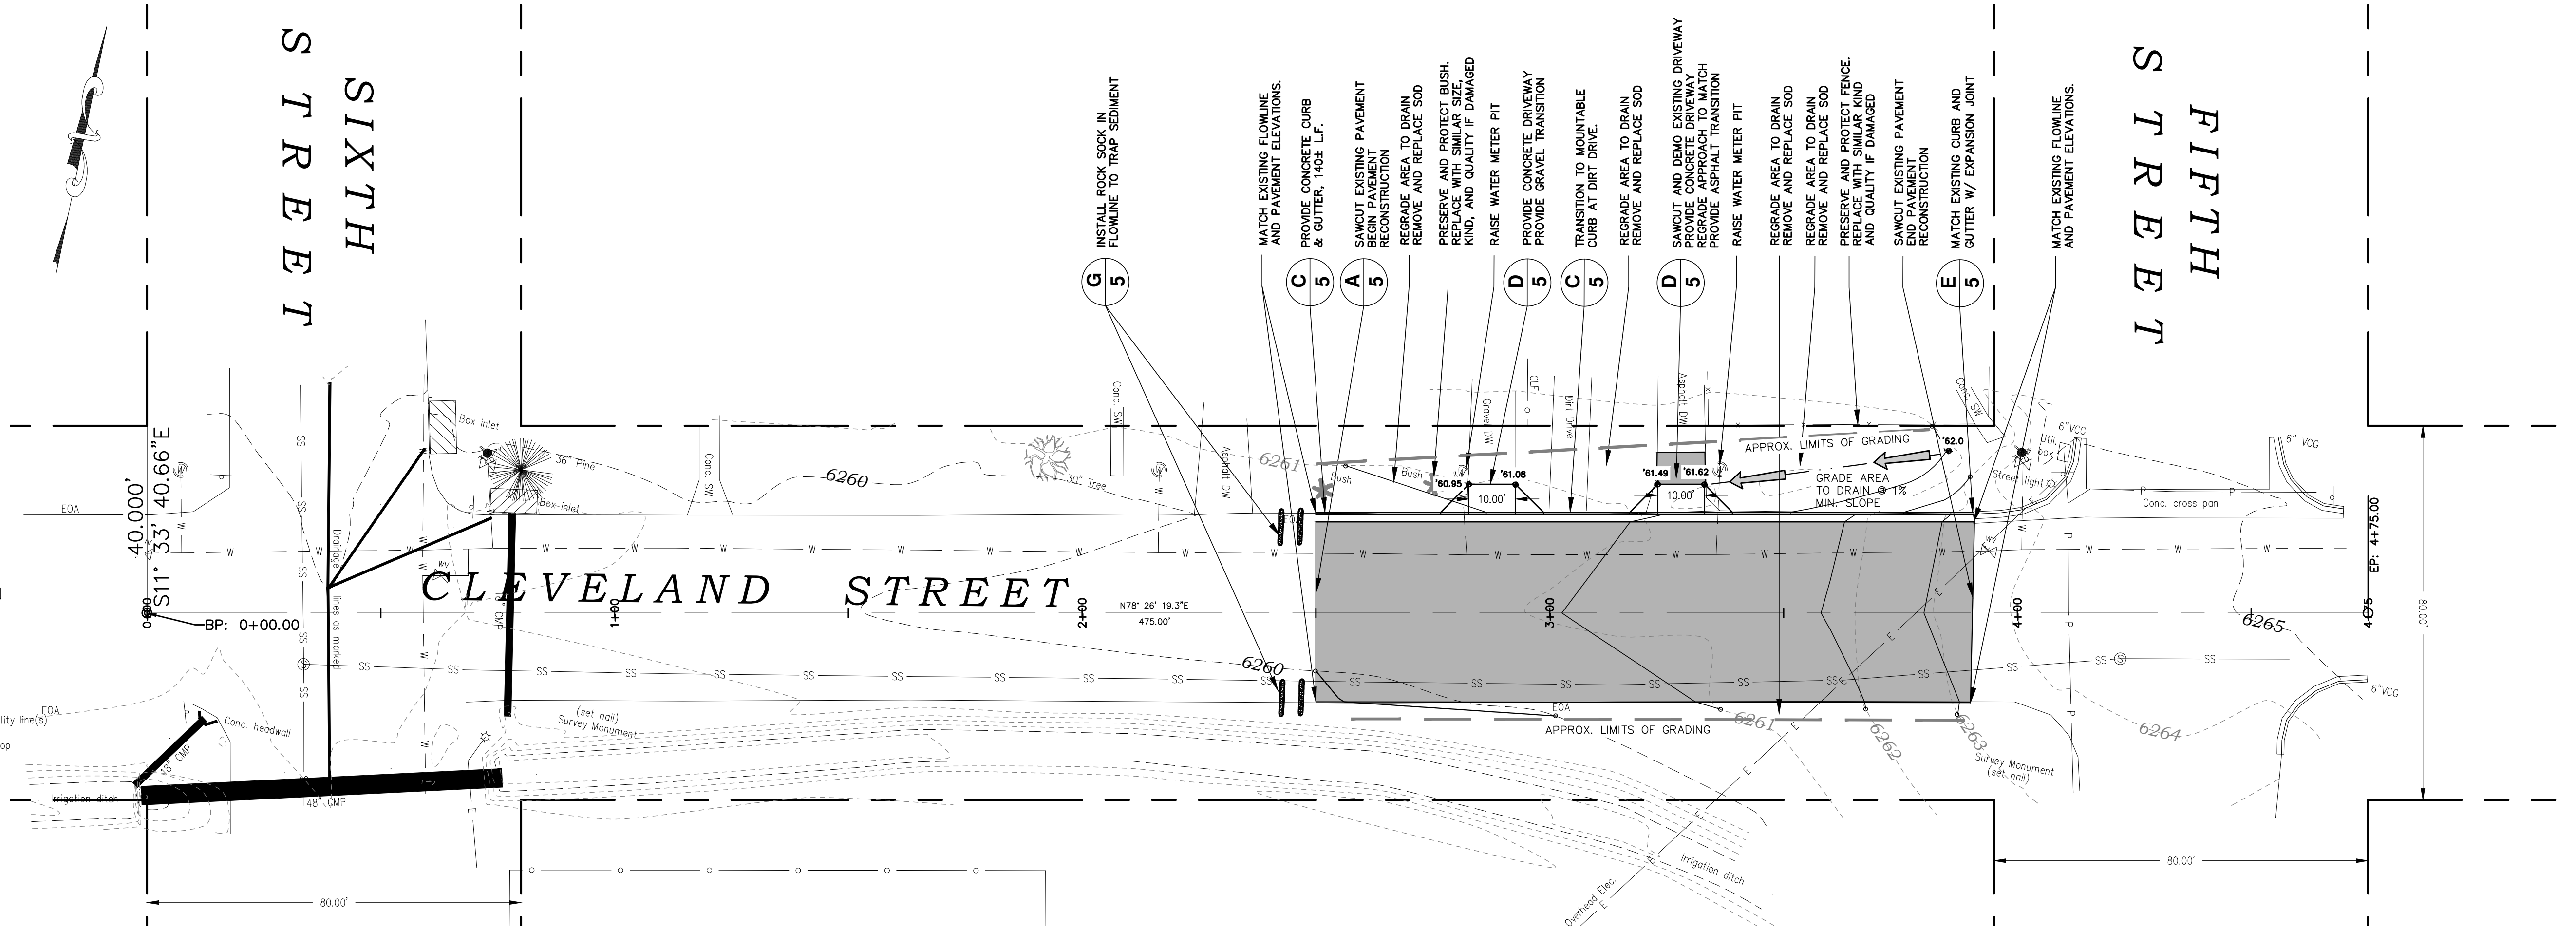 SIXTH
STREET
FIFTH
STREET
INSTALL ROCK SOCK IN
FLOWLINE TO TRAP SEDIMENT
G
5
MATCH EXISTING FLOWLINE
AND PAVEMENT ELEVATIONS.
PROVIDE CONCRETE CURB
& GUTTER, 140± L.F.
C
5
SAWCUT EXISTING PAVEMENT
BEGIN PAVEMENT
RECONSTRUCTION
A
5
REGRADE AREA TO DRAIN
REMOVE AND REPLACE SOD
PRESERVE AND PROTECT BUSH.
REPLACE WITH SIMILAR SIZE,
KIND, AND QUALITY IF DAMAGED
RAISE WATER METER PIT
PROVIDE CONCRETE DRIVEWAY
PROVIDE GRAVEL TRANSITION
D
5
TRANSITION TO MOUNTABLE
CURB AT DIRT DRIVE.
C
5
REGRADE AREA TO DRAIN
REMOVE AND REPLACE SOD
SAWCUT AND DEMO EXISTING DRIVEWAY
PROVIDE CONCRETE DRIVEWAY
REGRADE APPROACH TO MATCH
PROVIDE ASPHALT TRANSITION
D
5
RAISE WATER METER PIT
REGRADE AREA TO DRAIN
REMOVE AND REPLACE SOD
REGRADE AREA TO DRAIN
REMOVE AND REPLACE SOD
PRESERVE AND PROTECT FENCE.
REPLACE WITH SIMILAR KIND
AND QUALITY IF DAMAGED
SAWCUT EXISTING PAVEMENT
END PAVEMENT
RECONSTRUCTION
MATCH EXISTING CURB AND
GUTTER W/ EXPANSION JOINT
E
5
MATCH EXISTING FLOWLINE
AND PAVEMENT ELEVATIONS.
Box inlet
36" Pine
Box inlet
Conc. SW
6260
30" Tree
Conc. SW
Asphalt DW
6261
Bush
Bush
Gravel DW
CLF
Dirt Drive
Asphalt DW
APPROX. LIMITS OF GRADING
'62.0
'60.95
'61.08
'61.49
'61.62
10.00'
10.00'
GRADE AREA
TO DRAIN @ 1%
MIN. SLOPE
Conc. SW
6"VCG
Util.
box
Street light
6" VCG
Conc. cross pan
EOA
40.000'
S11° 33' 40.66"E
Drainage
lines as marked
CMP
CLEVELAND STREET
N78° 26' 19.3"E
475.00'
0+00
BP: 0+00.00
1+00
2+00
3+00
4+00
EP: 4+75.00
80.00'
6265
6260
EOA
6261
6262
6263
6264
APPROX. LIMITS OF GRADING
Survey Monument
(set nail)
6"VCG
EOA
lity line(s)
op
Conc. headwall
(set nail)
Survey Monument
48" CMP
Irrigation ditch
48" CMP
80.00'
Irrigation ditch
Overhead Elec.
80.00'